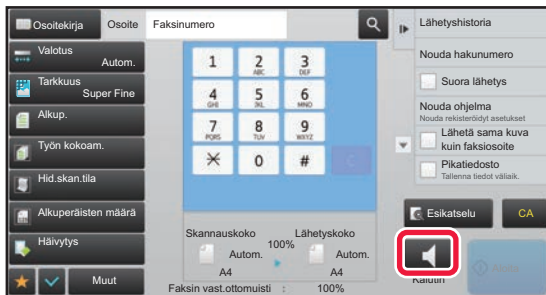 Osoitekirja
Osoite
Faksinumero
Valotus
Autom.
Tarkkuus
Super Fine
Alkup.
Työn kokoam.
Hid.skan.tila
Alkuperäisten määrä
Häivytys
Muut
1
2
ABC
3
DEF
4
GHI
5
JKL
6
MNO
7
PQRS
8
TUV
9
WXYZ
0
#
C
Skannauskoko
Lähetyskoko
100%
Autom.
Autom.
A4
A4
Faksin vast.ottomuisti : 100%
Lähetyshistoria
Nouda hakunumero
Suora lähetys
Nouda ohjelma
Nouda rekisteröidyt asetukset
Lähetä sama kuva
kuin faksiosoite
Pikatiedosto
Tallenna tiedot väliaik.
Esikatselu
CA
Kaiutin
Aloita